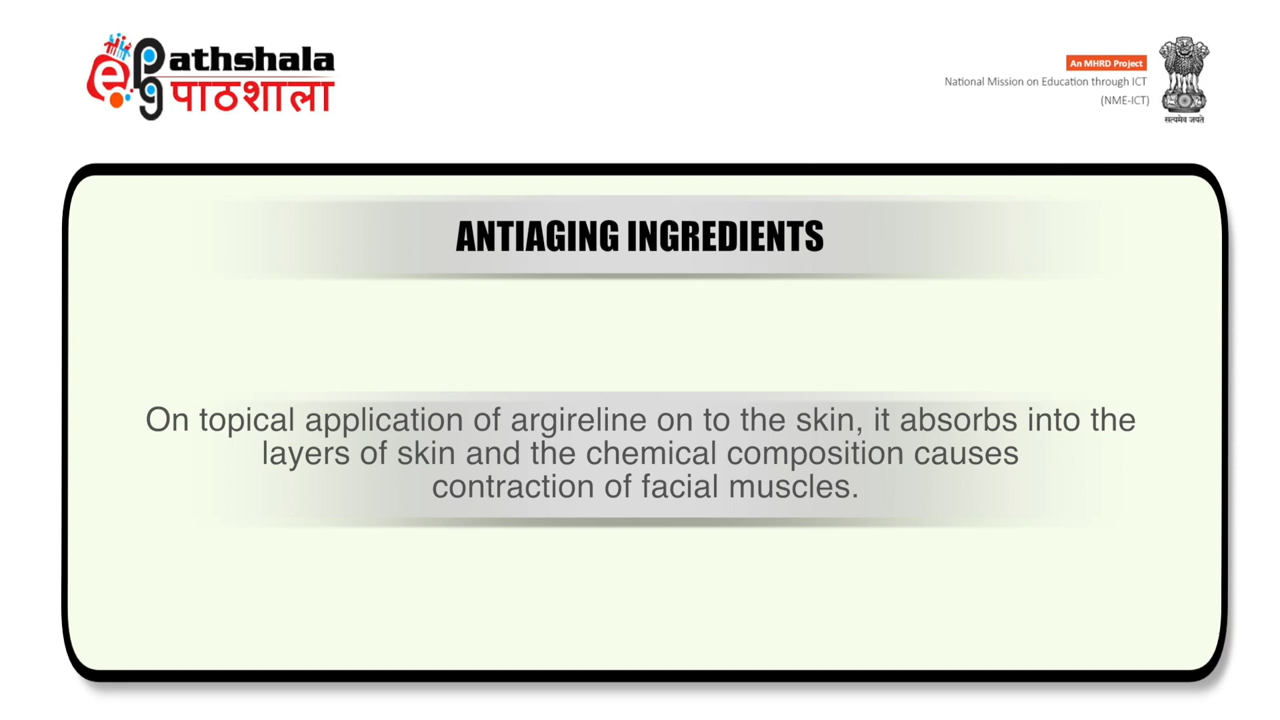 e Pg Pathshala
पाठशाला
An MHRD Project
National Mission on Education through ICT
(NME-ICT)
सत्यमेव जयते
ANTIAGING INGREDIENTS
On topical application of argireline on to the skin, it absorbs into the
layers of skin and the chemical composition causes
contraction of facial muscles.